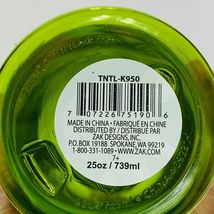 TNTL-K950
7 07226 75190 6
MADE IN CHINA • FABRIQUÉ EN CHINE
DISTRIBUTED BY / DISTRIBUÉ PAR
ZAK DESIGNS, INC.
P.O. BOX 19188 SPOKANE, WA 99219
1-800-331-1089 • WWW.ZAK.COM
7+
25oz / 739ml